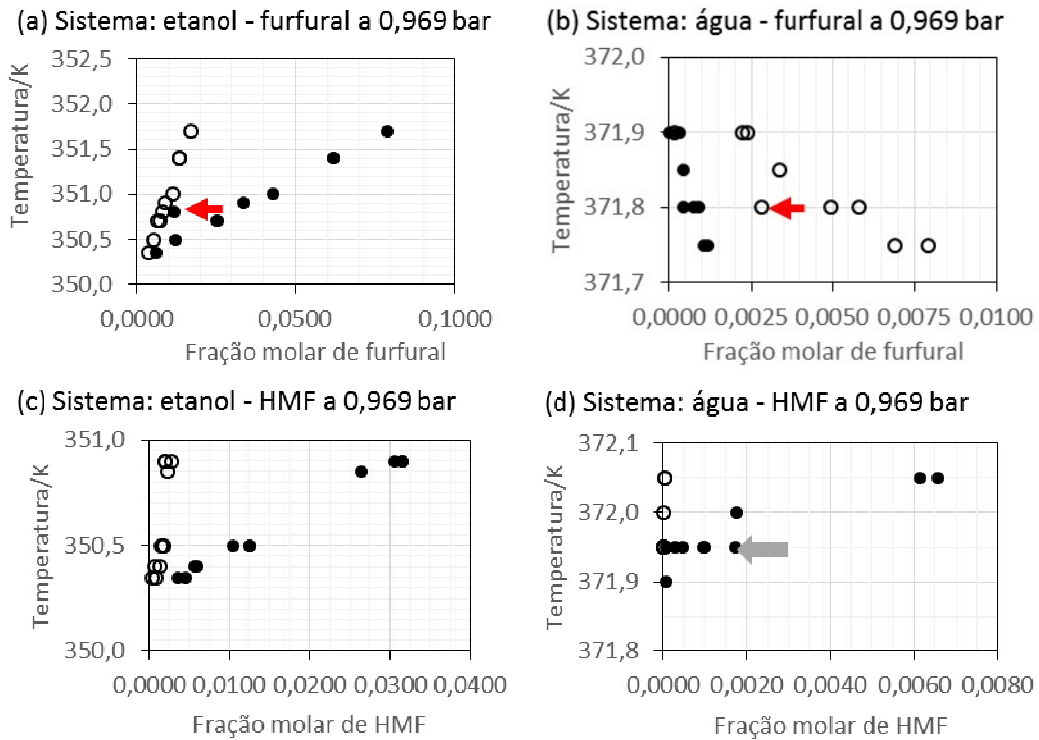 (a) Sistema: etanol - furfural a 0,969 bar
Temperatura/K
352,5
352,0
351,5
351,0
350,5
350,0
0,0000 0,0500 0,1000
Fração molar de furfural
(b) Sistema: água - furfural a 0,969 bar
Temperatura/K
372,0
371,9
371,8
371,7
0,0000 0,0025 0,0050 0,0075 0,0100
Fração molar de furfural
(c) Sistema: etanol - HMF a 0,969 bar
Temperatura/K
351,0
350,5
350,0
0,0000 0,0100 0,0200 0,0300 0,0400
Fração molar de HMF
(d) Sistema: água - HMF a 0,969 bar
Temperatura/K
372,1
372,0
371,9
371,8
0,0000 0,0020 0,0040 0,0060 0,0080
Fração molar de HMF